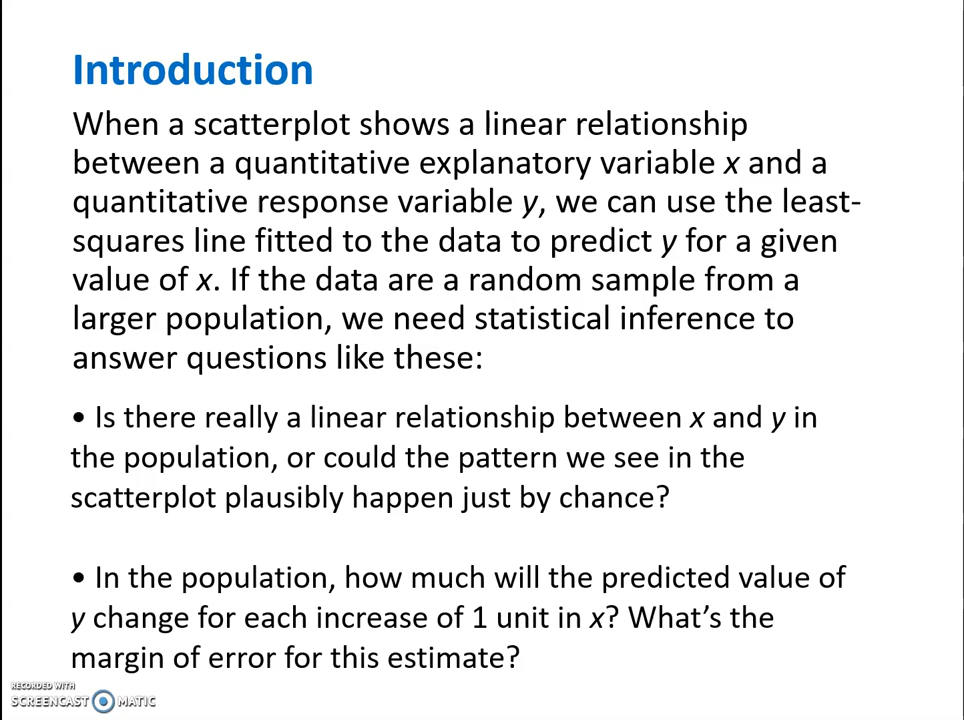 Introduction
When a scatterplot shows a linear relationship
between a quantitative explanatory variable x and a
quantitative response variable y, we can use the least-
squares line fitted to the data to predict y for a given
value of x. If the data are a random sample from a
larger population, we need statistical inference to
answer questions like these:
• Is there really a linear relationship between x and y in
the population, or could the pattern we see in the
scatterplot plausibly happen just by chance?
• In the population, how much will the predicted value of
y change for each increase of 1 unit in x? What’s the
margin of error for this estimate?
RECORDED WITH
SCREENCAST MATIC